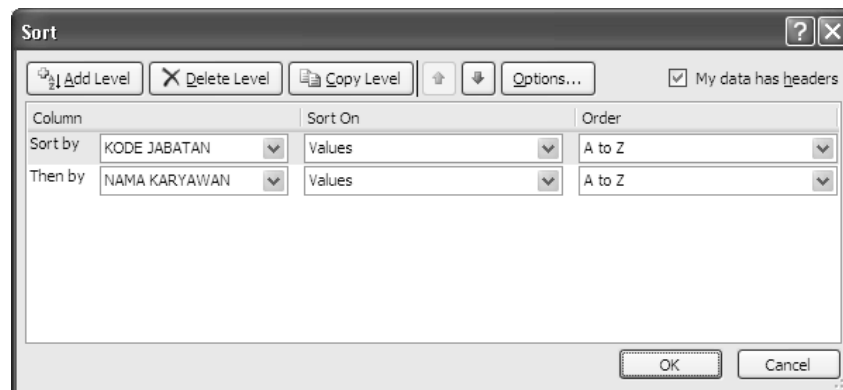 Sort
Add Level Delete Level Copy Level Options... My data has headers
Column Sort On Order
Sort by KODE JABATAN Values A to Z
Then by NAMA KARYAWAN Values A to Z
OK Cancel